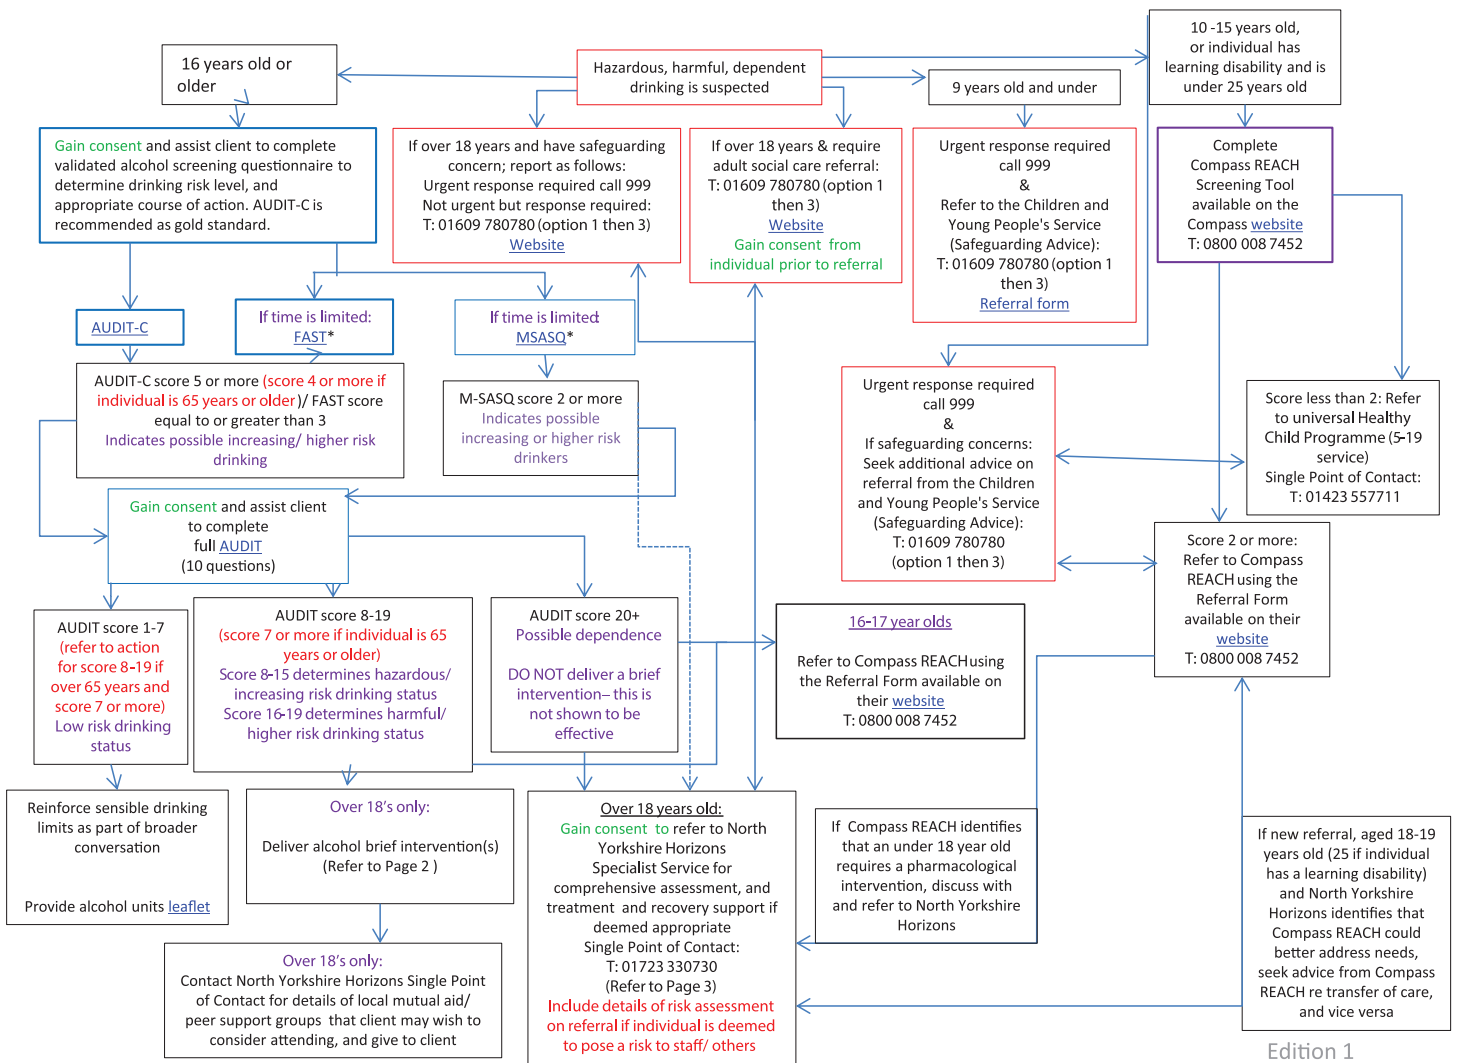 16 years old or
older
Hazardous, harmful, dependent
drinking is suspected
9 years old and under
10 -15 years old,
or individual has
learning disability and is
under 25 years old
Gain consent and assist client to complete
validated alcohol screening questionnaire to
determine drinking risk level, and
appropriate course of action. AUDIT-C is
recommended as gold standard.
If over 18 years and have safeguarding
concern; report as follows:
Urgent response required call 999
Not urgent but response required:
T: 01609 780780 (option 1 then 3)
Website
If over 18 years & require
adult social care referral:
T: 01609 780780 (option 1
then 3)
Website
Gain consent from
individual prior to referral
Urgent response required
call 999
&
Refer to the Children and
Young People's Service
(Safeguarding Advice):
T: 01609 780780 (option 1
then 3)
Referral form
Complete
Compass REACH
Screening Tool
available on the
Compass website
T: 0800 008 7452
AUDIT-C
If time is limited:
FAST*
If time is limited:
MSASQ*
AUDIT-C score 5 or more (score 4 or more if
individual is 65 years or older)/ FAST score
equal to or greater than 3
Indicates possible increasing/ higher risk
drinking
M-SASQ score 2 or more
Indicates possible
increasing or higher risk
drinkers
Urgent response required
call 999
&
If safeguarding concerns:
Seek additional advice on
referral from the Children
and Young People's Service
(Safeguarding Advice):
T: 01609 780780
(option 1 then 3)
Score less than 2: Refer
to universal Healthy
Child Programme (5-19
service)
Single Point of Contact:
T: 01423 557711
Gain consent and assist client
to complete
full AUDIT
(10 questions)
Score 2 or more:
Refer to Compass
REACH using the
Referral Form
available on their
website
T: 0800 008 7452
AUDIT score 1-7
(refer to action
for score 8-19 if
over 65 years and
score 7 or more)
Low risk drinking
status
AUDIT score 8-19
(score 7 or more if individual is 65
years or older)
Score 8-15 determines hazardous/
increasing risk drinking status
Score 16-19 determines harmful/
higher risk drinking status
AUDIT score 20+
Possible dependence
DO NOT deliver a brief
intervention– this is
not shown to be
effective
16-17 year olds
Refer to Compass REACH using
the Referral Form available on
their website
T: 0800 008 7452
Reinforce sensible drinking
limits as part of broader
conversation
Provide alcohol units leaflet
Over 18's only:
Deliver alcohol brief intervention(s)
(Refer to Page 2 )
Over 18's only:
Contact North Yorkshire Horizons Single Point
of Contact for details of local mutual aid/
peer support groups that client may wish to
consider attending, and give to client
Over 18 years old:
Gain consent to refer to North
Yorkshire Horizons
Specialist Service for
comprehensive assessment, and
treatment and recovery support if
deemed appropriate
Single Point of Contact:
T: 01723 330730
(Refer to Page 3)
Include details of risk assessment
on referral if individual is deemed
to pose a risk to staff/ others
If Compass REACH identifies
that an under 18 year old
requires a pharmacological
intervention, discuss with
and refer to North Yorkshire
Horizons
If new referral, aged 18-19
years old (25 if individual
has a learning disability)
and North Yorkshire
Horizons identifies that
Compass REACH could
better address needs,
seek advice from Compass
REACH re transfer of care,
and vice versa
Edition 1